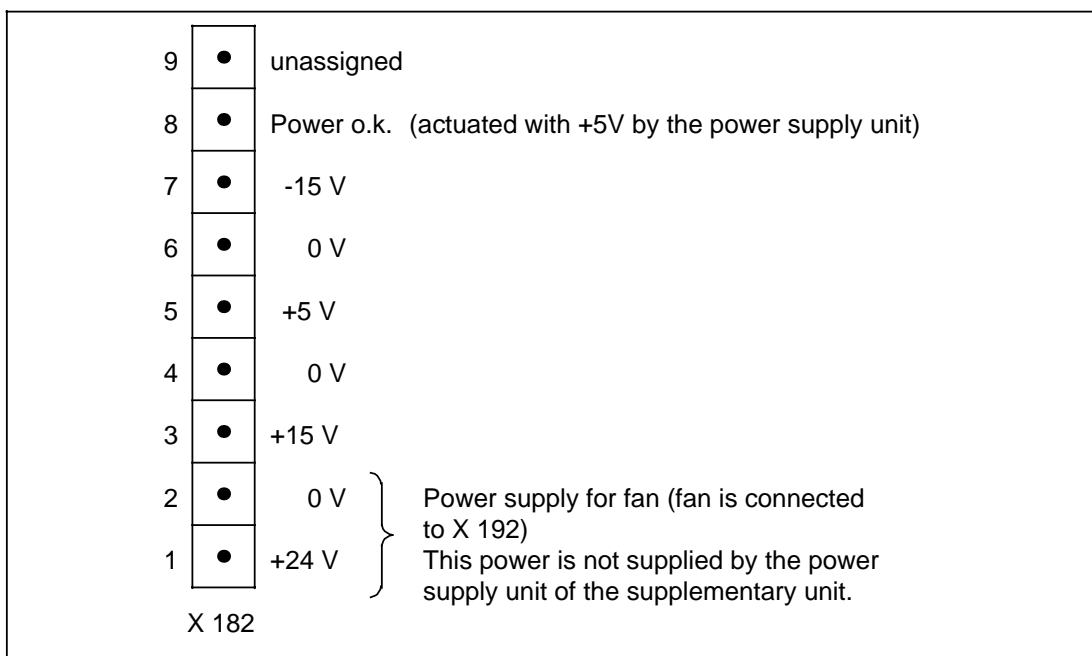 9 unassigned
8 Power o.k. (actuated with +5V by the power supply unit)
7 -15 V
6 0 V
5 +5 V
4 0 V
3 +15 V
2 0 V Power supply for fan (fan is connected
to X 192)
1 +24 V This power is not supplied by the power
supply unit of the supplementary unit.
X 182